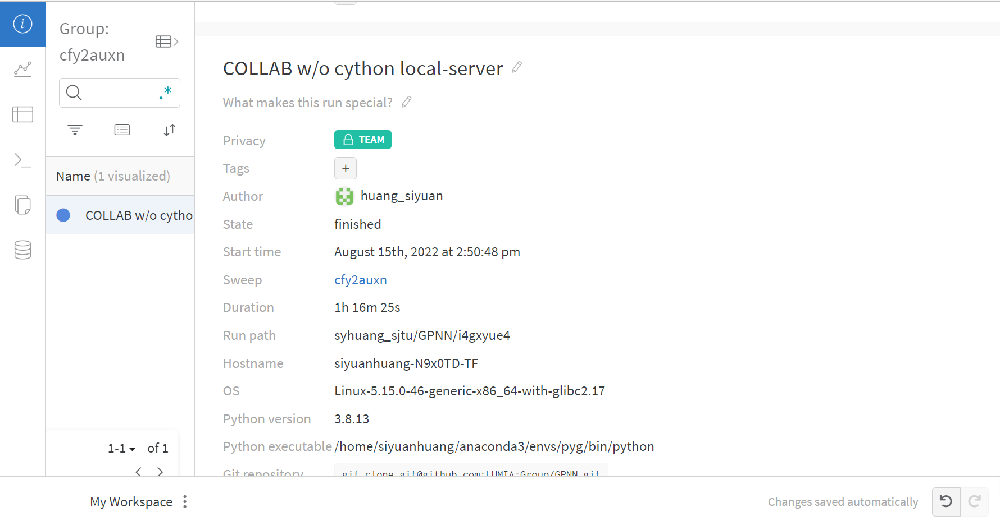 Group:
cfy2auxn
.*
Name (1 visualized)
COLLAB w/o cytho
1-1 of 1
COLLAB w/o cython local-server
What makes this run special?
Privacy TEAM
Tags +
Author huang_siyuan
State finished
Start time August 15th, 2022 at 2:50:48 pm
Sweep cfy2auxn
Duration 1h 16m 25s
Run path syhuang_sjtu/GPNN/i4gxyue4
Hostname siyuanhuang-N9x0TD-TF
OS Linux-5.15.0-46-generic-x86_64-with-glibc2.17
Python version 3.8.13
Python executable /home/siyuanhuang/anaconda3/envs/pyg/bin/python
Git repository git clone git@github.com:LUMIA-Group/GPNN.git
My Workspace
Changes saved automatically